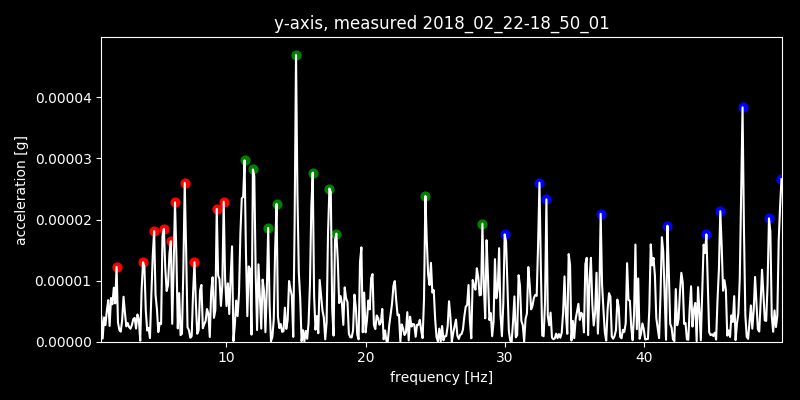 y-axis, measured 2018_02_22-18_50_01
acceleration [g]
0.00004
0.00003
0.00002
0.00001
0.00000
10 20 30 40
frequency [Hz]